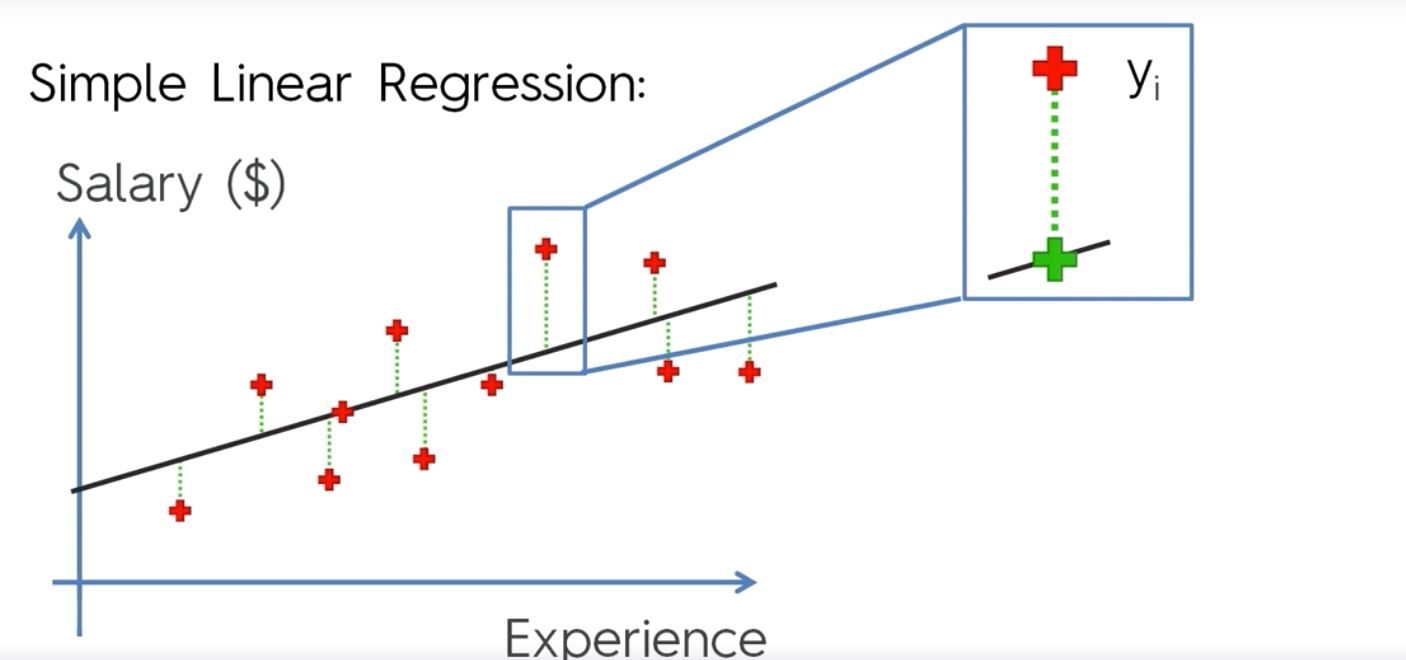 Simple Linear Regression:
Salary ($)
yᵢ
Experience